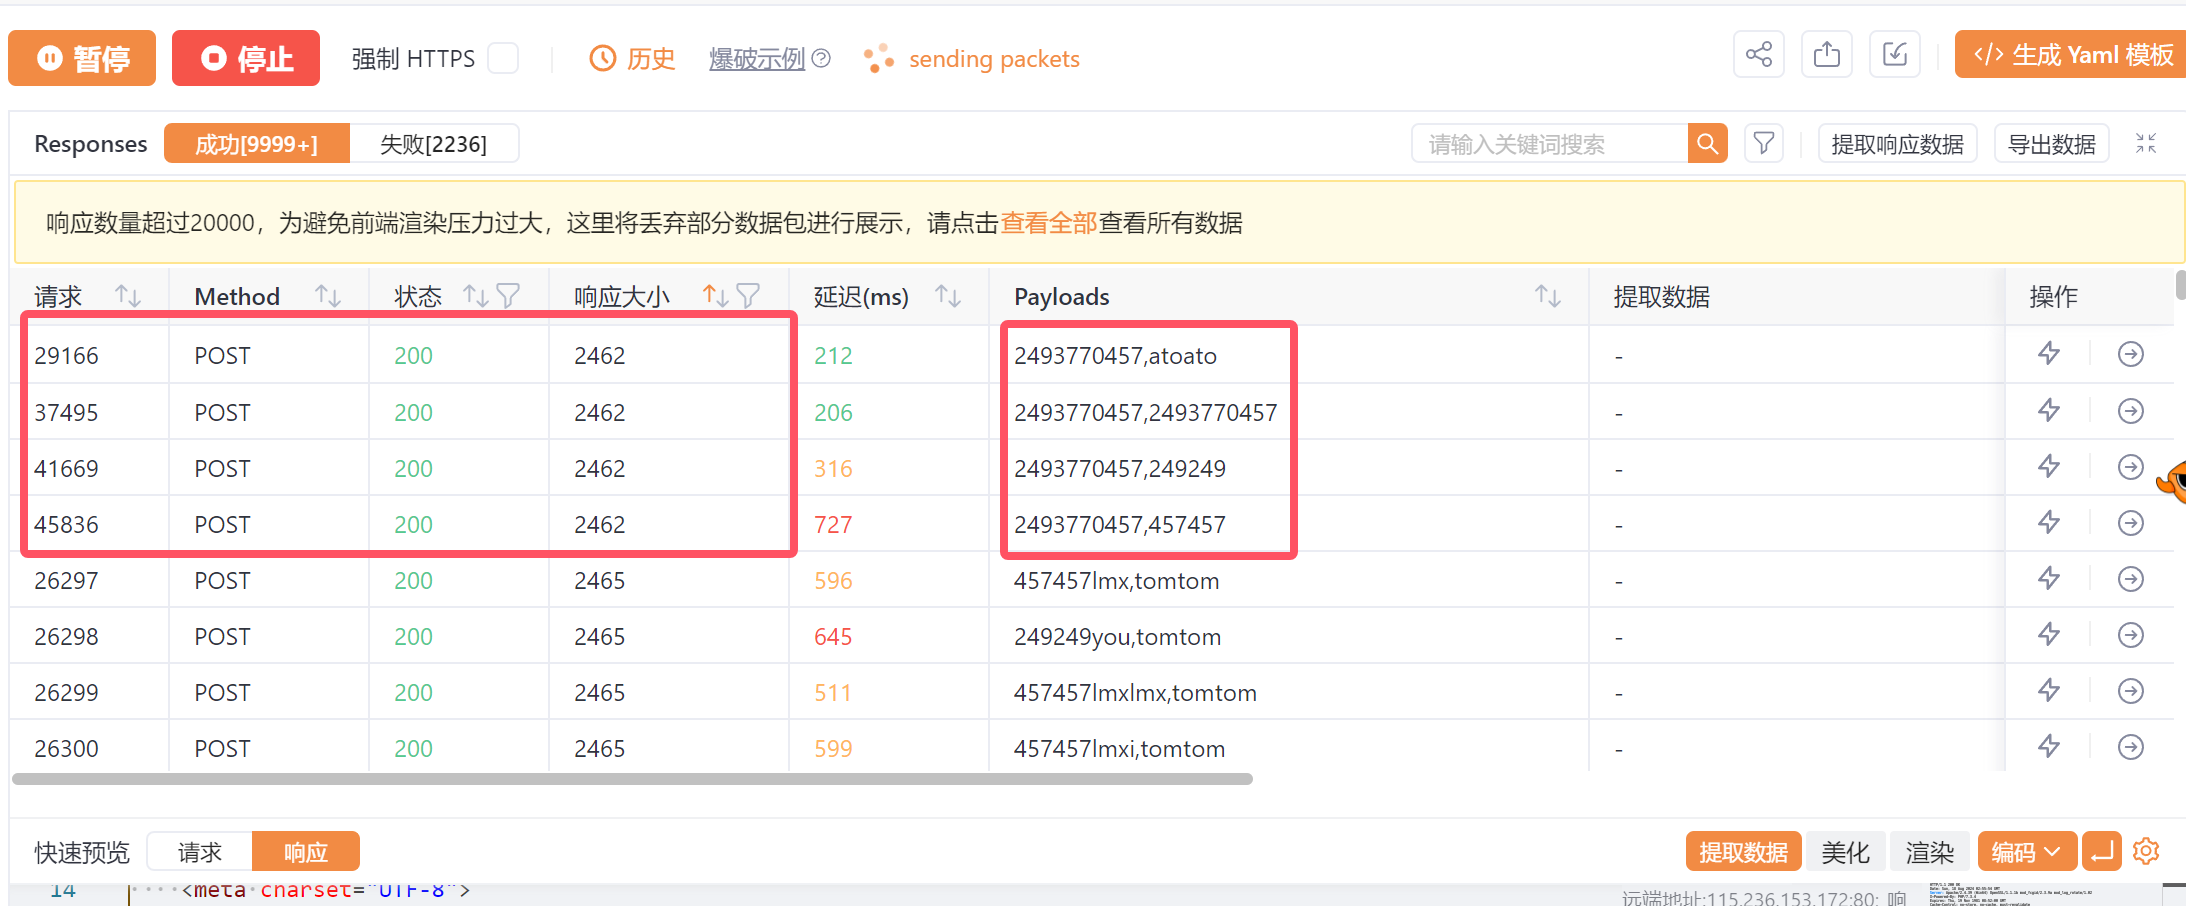 暂停 停止 强制 HTTPS 历史 爆破示例 sending packets 生成 Yaml 模板
Responses 成功[9999+] 失败[2236] 请输入关键词搜索 提取响应数据 导出数据
响应数量超过20000，为避免前端渲染压力过大，这里将丢弃部分数据包进行展示，请点击查看全部查看所有数据
请求 Method 状态 响应大小 延迟(ms) Payloads 提取数据 操作
29166 POST 200 2462 212 2493770457,atoato -
37495 POST 200 2462 206 2493770457,2493770457 -
41669 POST 200 2462 316 2493770457,249249 -
45836 POST 200 2462 727 2493770457,457457 -
26297 POST 200 2465 596 457457lmx,tomtom -
26298 POST 200 2465 645 249249you,tomtom -
26299 POST 200 2465 511 457457lmxlmx,tomtom -
26300 POST 200 2465 599 457457lmxi,tomtom -
快速预览 请求 响应 提取数据 美化 渲染 编码
14 <meta charset="UTF-8">
远端地址:115.236.153.172:80; 响